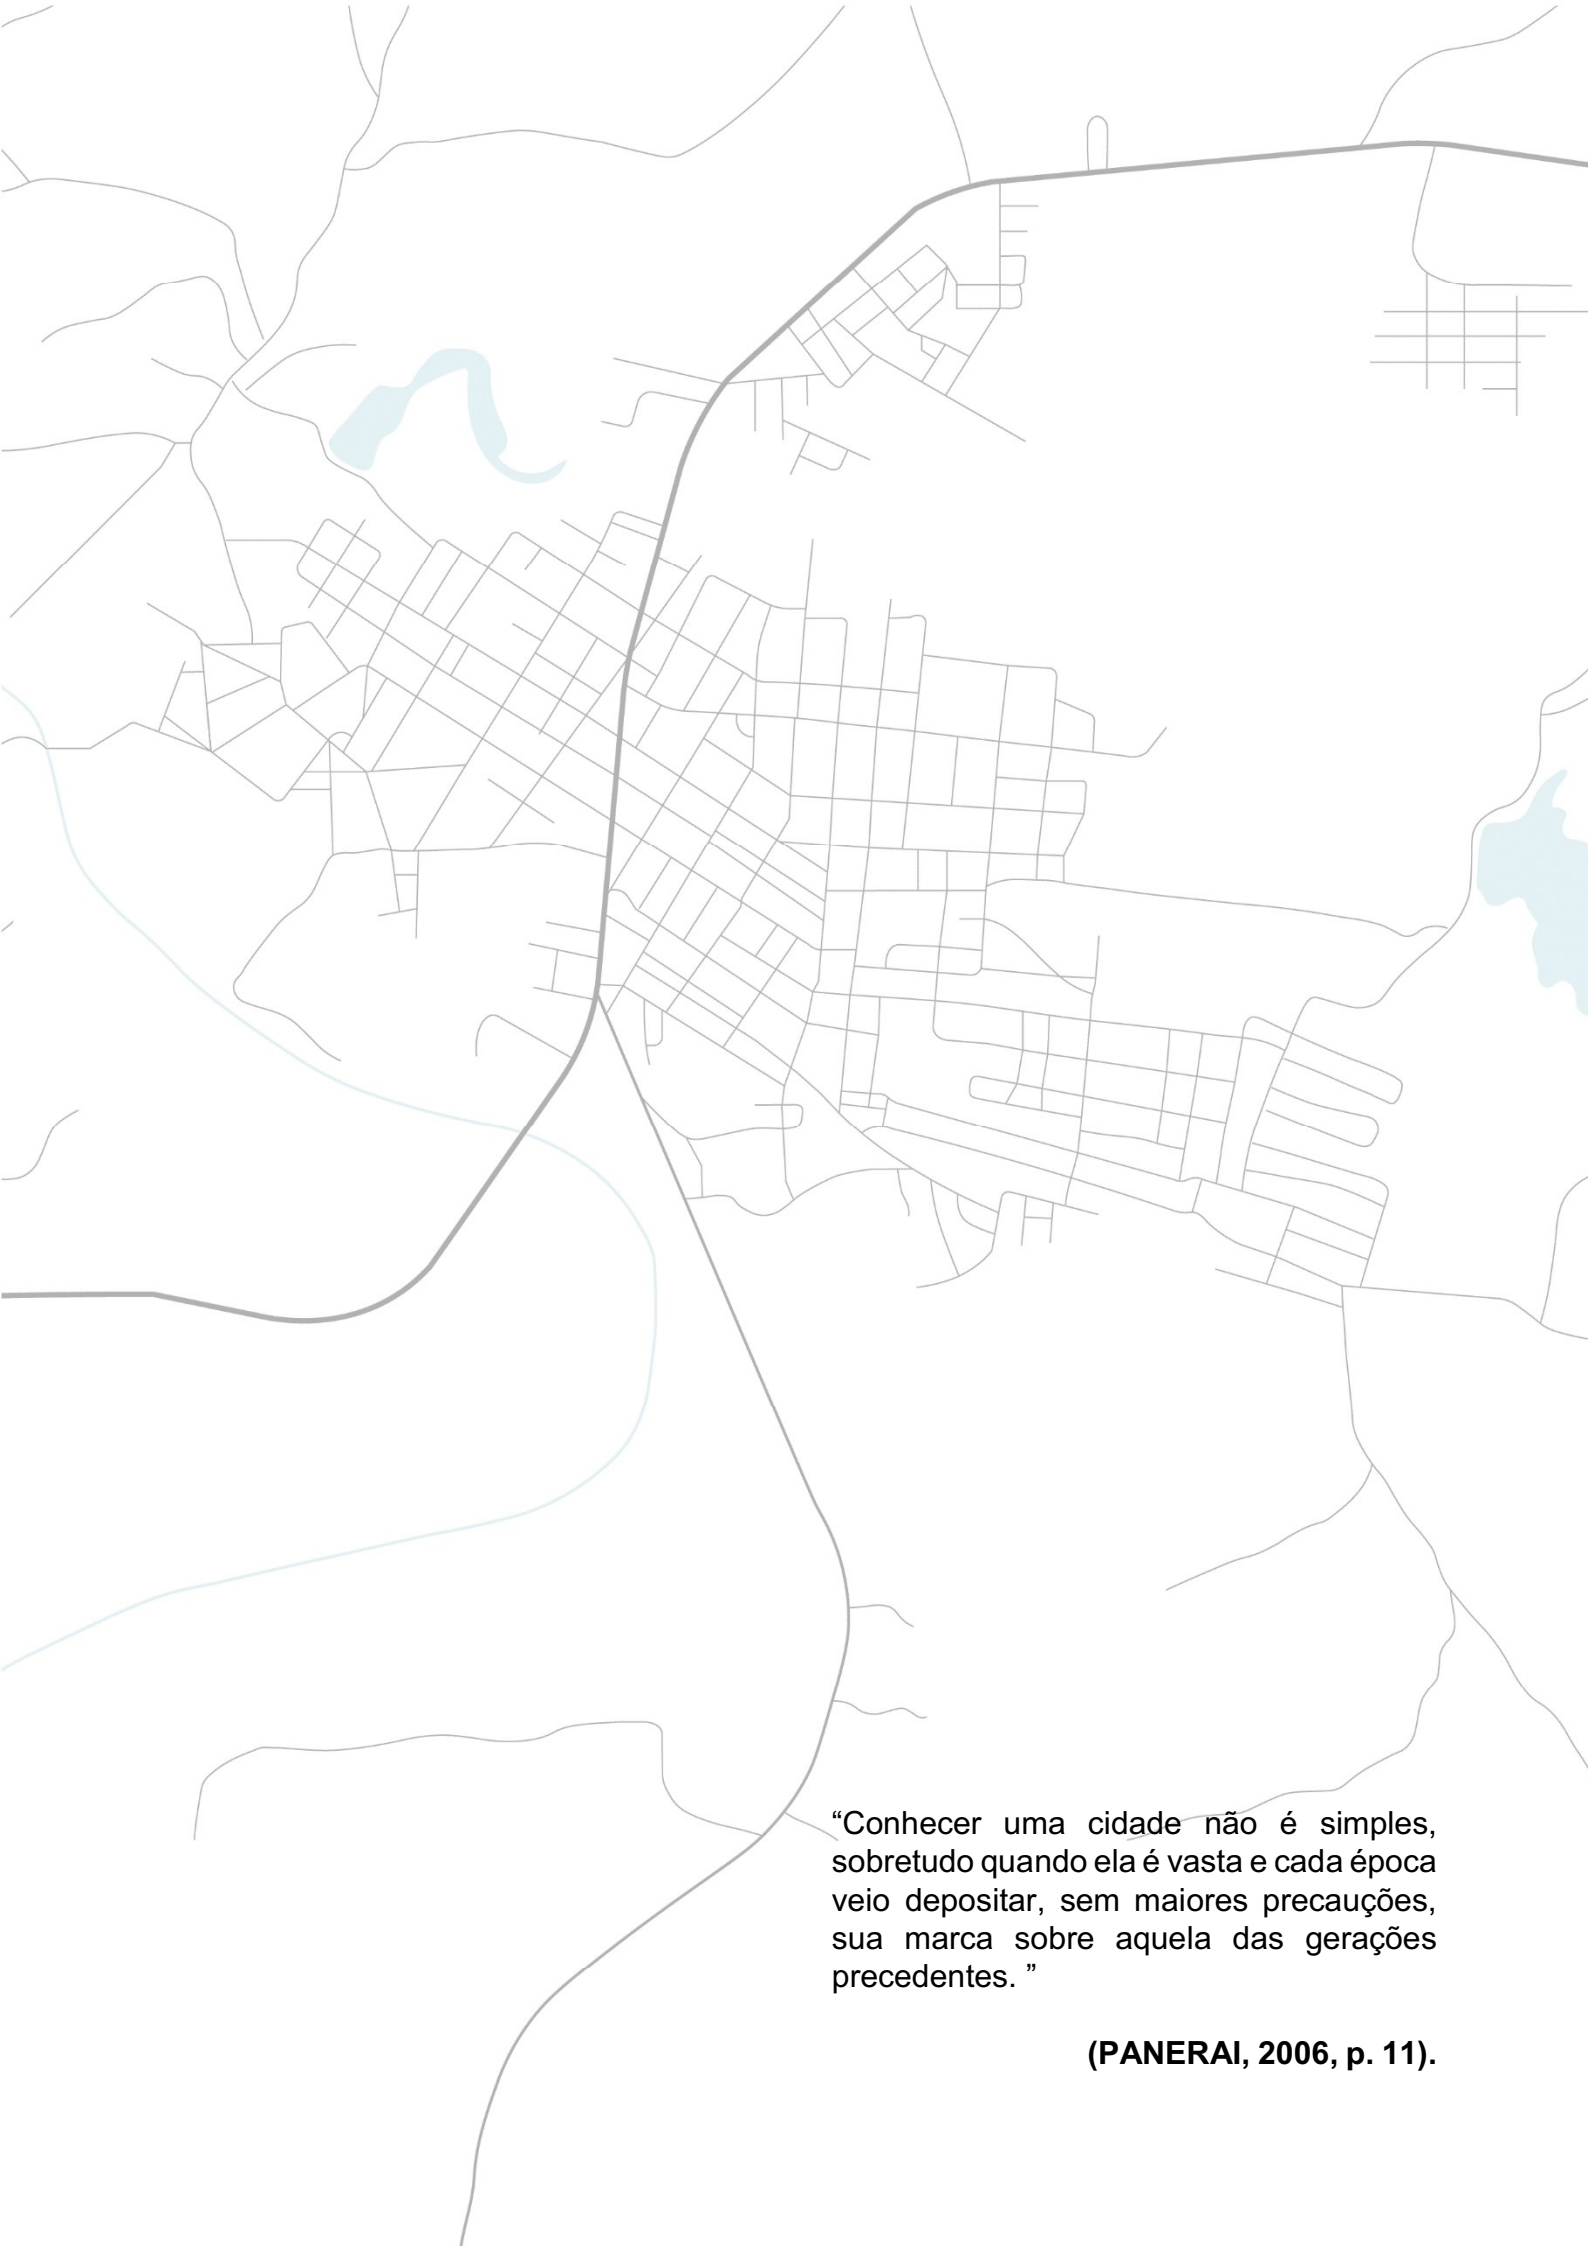 “Conhecer uma cidade não é simples,
sobretudo quando ela é vasta e cada época
veio depositar, sem maiores precauções,
sua marca sobre aquela das gerações
precedentes. ”
(PANERAI, 2006, p. 11).